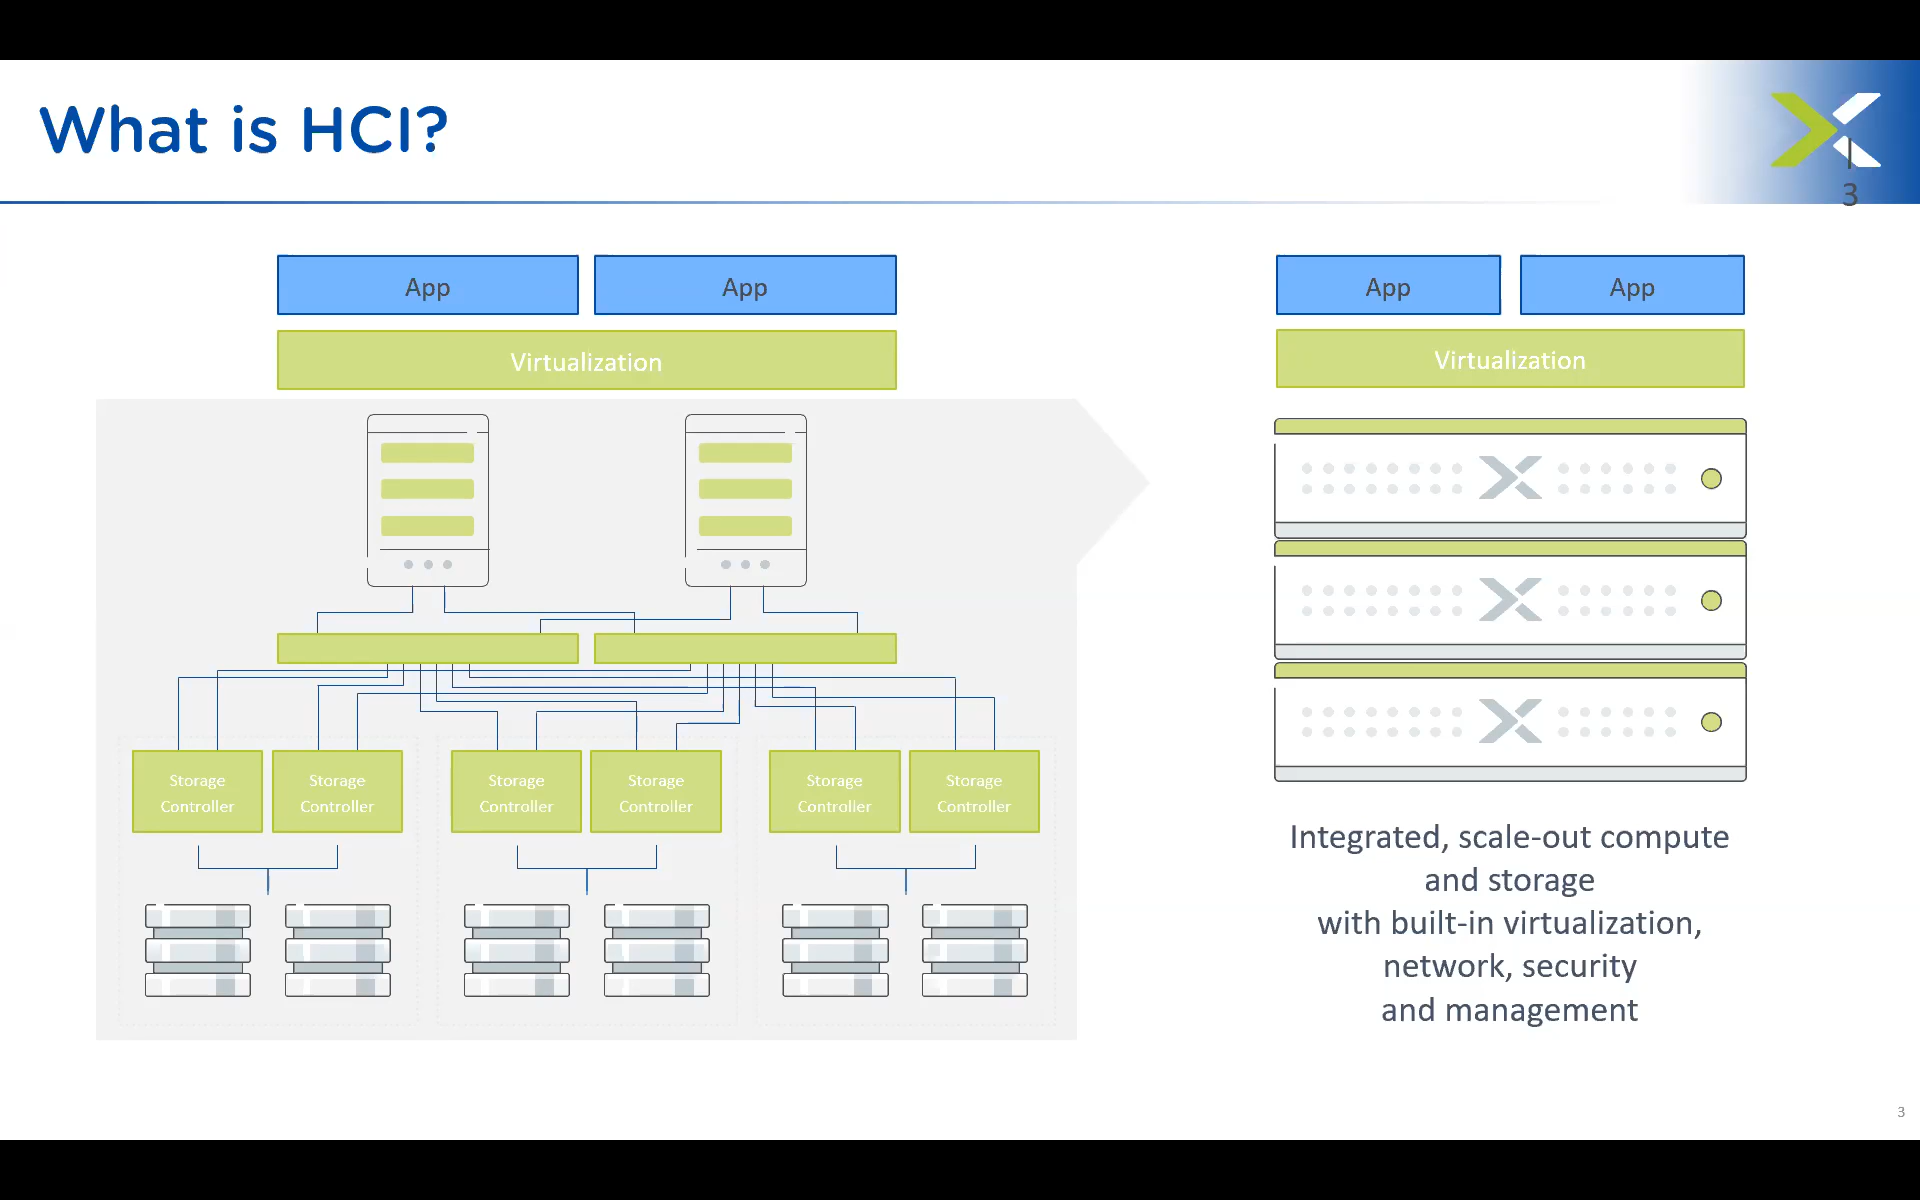 What is HCI?
|
3
App
App
Virtualization
Storage
Controller
Storage
Controller
Storage
Controller
Storage
Controller
Storage
Controller
Storage
Controller
App
App
Virtualization
Integrated, scale-out compute
and storage
with built-in virtualization,
network, security
and management
3